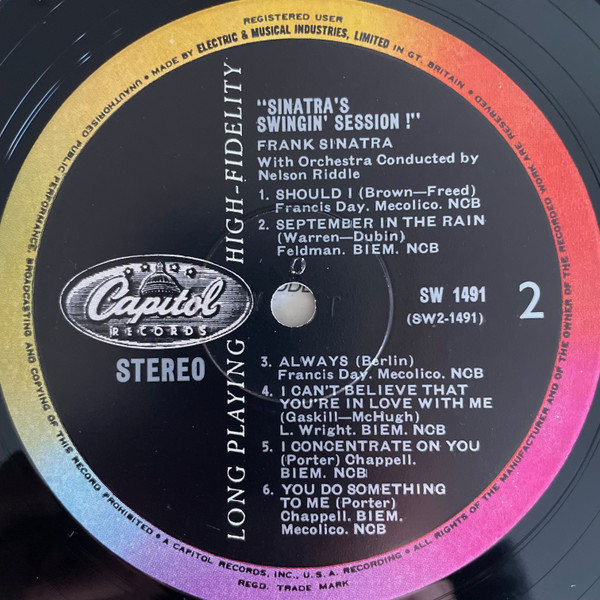 REGISTERED USER
• MADE BY ELECTRIC & MUSICAL INDUSTRIES, LIMITED IN GT. BRITAIN •
ALL RIGHTS OF THE MANUFACTURER AND OF THE OWNER OF THE RECORDED WORK ARE RESERVED
UNAUTHORISED PUBLIC PERFORMANCE, BROADCASTING AND COPYING OF THIS RECORD PROHIBITED
• A CAPITOL RECORDS, INC., U.S.A. RECORDING •
REGD. TRADE MARK
LONG PLAYING HIGH-FIDELITY
"SINATRA'S
SWINGIN' SESSION!"
FRANK SINATRA
With Orchestra Conducted by
Nelson Riddle
1. SHOULD I (Brown—Freed)
Francis Day. Mecolico. NCB
2. SEPTEMBER IN THE RAIN
(Warren—Dubin)
Feldman. BIEM. NCB
Capitol
RECORDS
STEREO
SW 1491
(SW2-1491)
2
3. ALWAYS (Berlin)
Francis Day. Mecolico. NCB
4. I CAN'T BELIEVE THAT
YOU'RE IN LOVE WITH ME
(Gaskill—McHugh)
L. Wright. BIEM. NCB
5. I CONCENTRATE ON YOU
(Porter) Chappell.
BIEM. NCB
6. YOU DO SOMETHING
TO ME (Porter)
Chappell. BIEM.
Mecolico. NCB